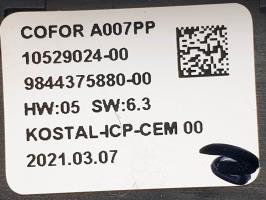 COFOR A007PP
10529024-00
9844375880-00
HW:05 SW:6.3
KOSTAL-ICP-CEM 00
2021.03.07